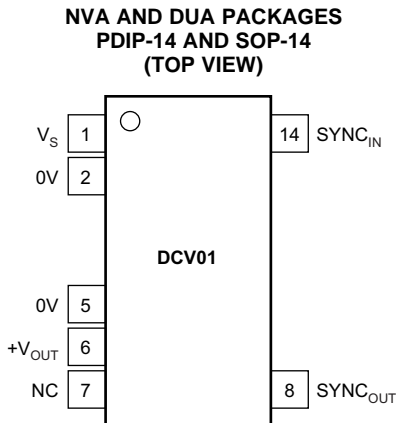 NVA AND DUA PACKAGES
PDIP-14 AND SOP-14
(TOP VIEW)
VS 1
14 SYNCIN
0V 2
DCV01
0V 5
+VOUT 6
NC 7
8 SYNCOUT